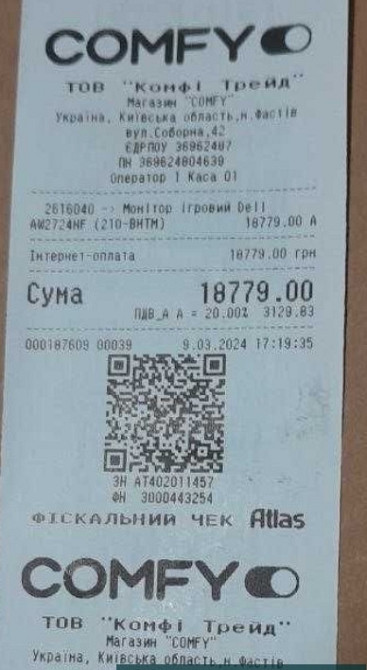 COMFY
ТОВ "Комфі Трейд"
Магазин "COMFY"
Україна, Київська область,м.Фастів
вул.Соборна,42
ЄДРПОУ 36962487
ПН 369624804639
Оператор 1 Каса 01
2616040 -> Монітор ігровий Dell
AW2724HF (210-BHTM) 18779.00 А
Інтернет-оплата 18779.00 грн
Сума 18779.00
ПДВ_А А = 20.00% 3129.83
000187609 00039 9.03.2024 17:19:35
ЗН АТ402011457
ФН 3000443254
ФІСКАЛЬНИЙ ЧЕК Atlas
COMFY
ТОВ "Комфі Трейд"
Магазин "COMFY"
Україна, Київська область,м.Фастів